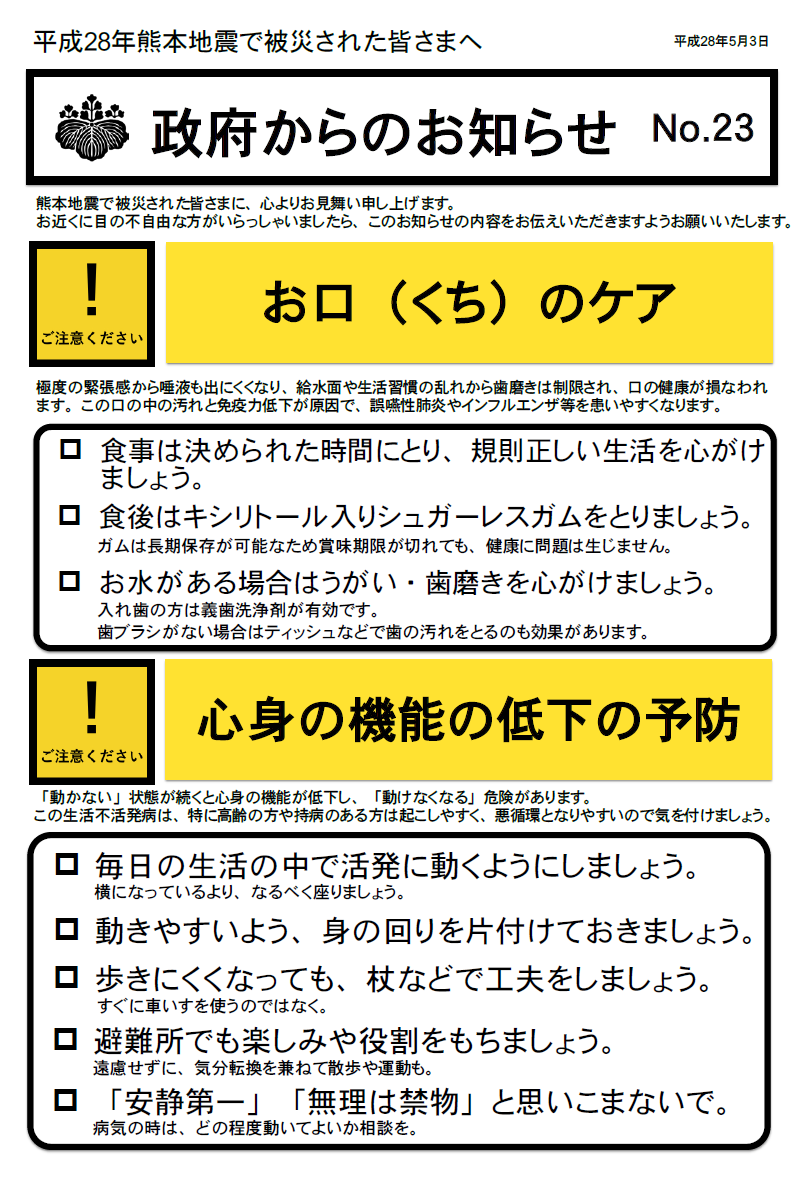 平成28年熊本地震で被災された皆さまへ
平成28年5月3日
政府からのお知らせ No.23
熊本地震で被災された皆さまに、心よりお見舞い申し上げます。
お近くに目の不自由な方がいらっしゃいましたら、このお知らせの内容をお伝えいただきますようお願いいたします。
!
ご注意ください
お口（くち）のケア
極度の緊張感から唾液も出にくくなり、給水面や生活習慣の乱れから歯磨きは制限され、口の健康が損なわれ
ます。この口の中の汚れと免疫力低下が原因で、誤嚥性肺炎やインフルエンザ等を患いやすくなります。
食事は決められた時間にとり、規則正しい生活を心がけ
ましょう。
食後はキシリトール入りシュガーレスガムをとりましょう。
ガムは長期保存が可能なため賞味期限が切れても、健康に問題は生じません。
お水がある場合はうがい・歯磨きを心がけましょう。
入れ歯の方は義歯洗浄剤が有効です。
歯ブラシがない場合はティッシュなどで歯の汚れをとるのも効果があります。
!
ご注意ください
心身の機能の低下の予防
「動かない」状態が続くと心身の機能が低下し、「動けなくなる」危険があります。
この生活不活発病は、特に高齢の方や持病のある方は起こしやすく、悪循環となりやすいので気を付けましょう。
毎日の生活の中で活発に動くようにしましょう。
横になっているより、なるべく座りましょう。
動きやすいよう、身の回りを片付けておきましょう。
歩きにくくなっても、杖などで工夫をしましょう。
すぐに車いすを使うのではなく。
避難所でも楽しみや役割をもちましょう。
遠慮せずに、気分転換を兼ねて散歩や運動も。
「安静第一」「無理は禁物」と思いこまないで。
病気の時は、どの程度動いてよいか相談を。